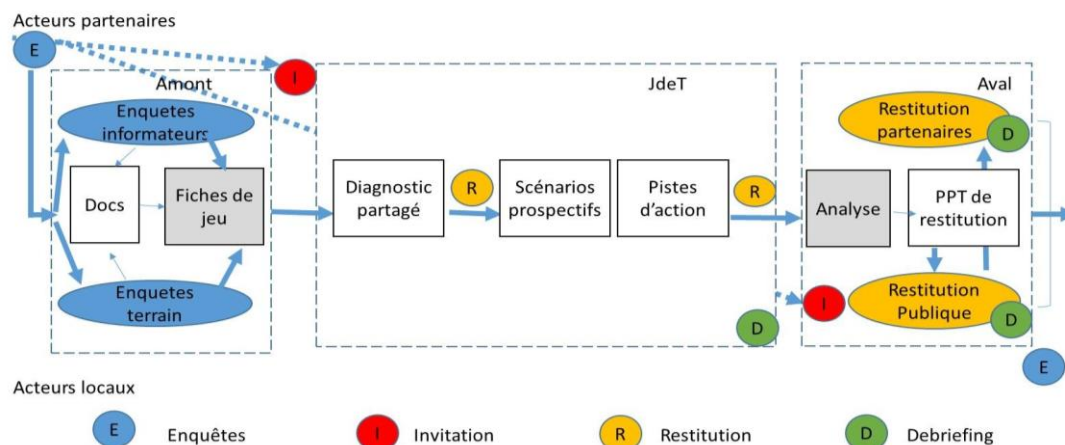 Acteurs partenaires
E
I
Amont
Enquetes
informateurs
Docs
Fiches de
jeu
Enquetes
terrain
JdeT
Diagnostic
partagé
R
Scénarios
prospectifs
Pistes
d’action
R
D
Aval
Restitution
partenaires
D
Analyse
PPT de
restitution
I
Restitution
Publique
D
E
Acteurs locaux
E
Enquêtes
I
Invitation
R
Restitution
D
Debriefing